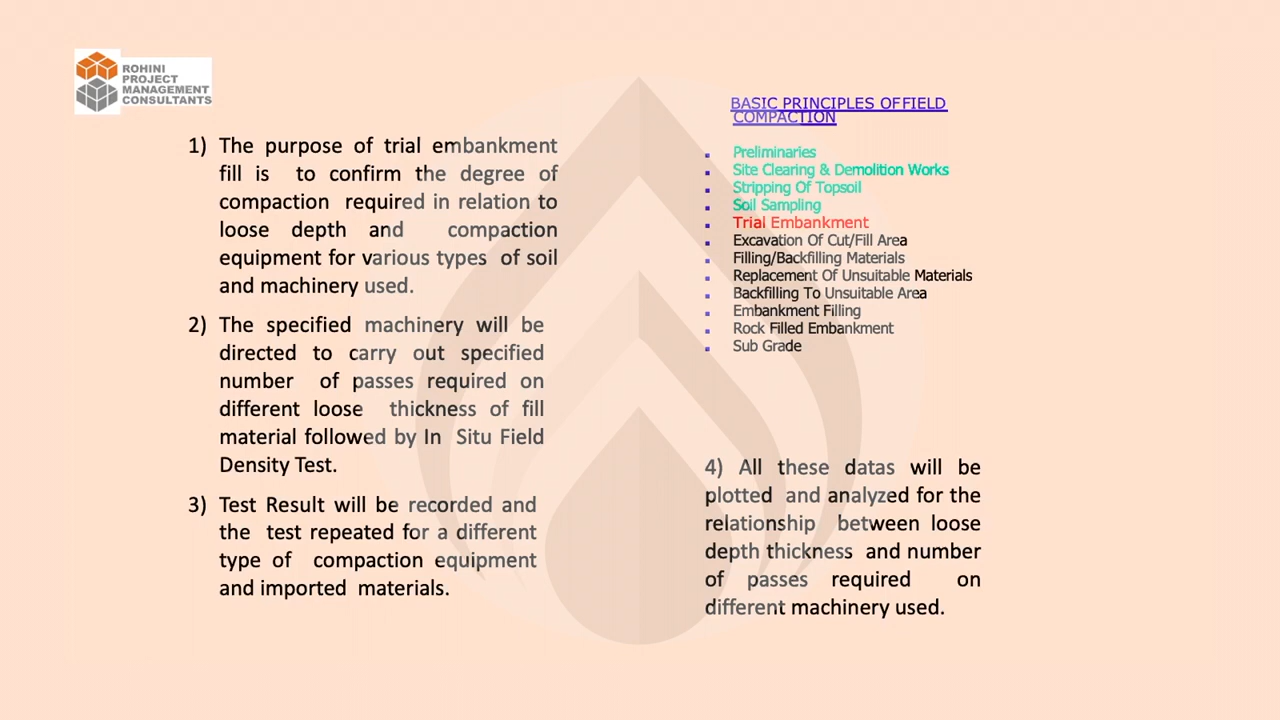 ROHINI
PROJECT
MANAGEMENT
CONSULTANTS
1) The purpose of trial embankment
fill is to confirm the degree of
compaction required in relation to
loose depth and compaction
equipment for various types of soil
and machinery used.
2) The specified machinery will be
directed to carry out specified
number of passes required on
different loose thickness of fill
material followed by In Situ Field
Density Test.
3) Test Result will be recorded and
the test repeated for a different
type of compaction equipment
and imported materials.
BASIC PRINCIPLES OF FIELD
COMPACTION
Preliminaries
Site Clearing & Demolition Works
Stripping Of Topsoil
Soil Sampling
Trial Embankment
Excavation Of Cut/Fill Area
Filling/Backfilling Materials
Replacement Of Unsuitable Materials
Backfilling To Unsuitable Area
Embankment Filling
Rock Filled Embankment
Sub Grade
4) All these datas will be
plotted and analyzed for the
relationship between loose
depth thickness and number
of passes required on
different machinery used.